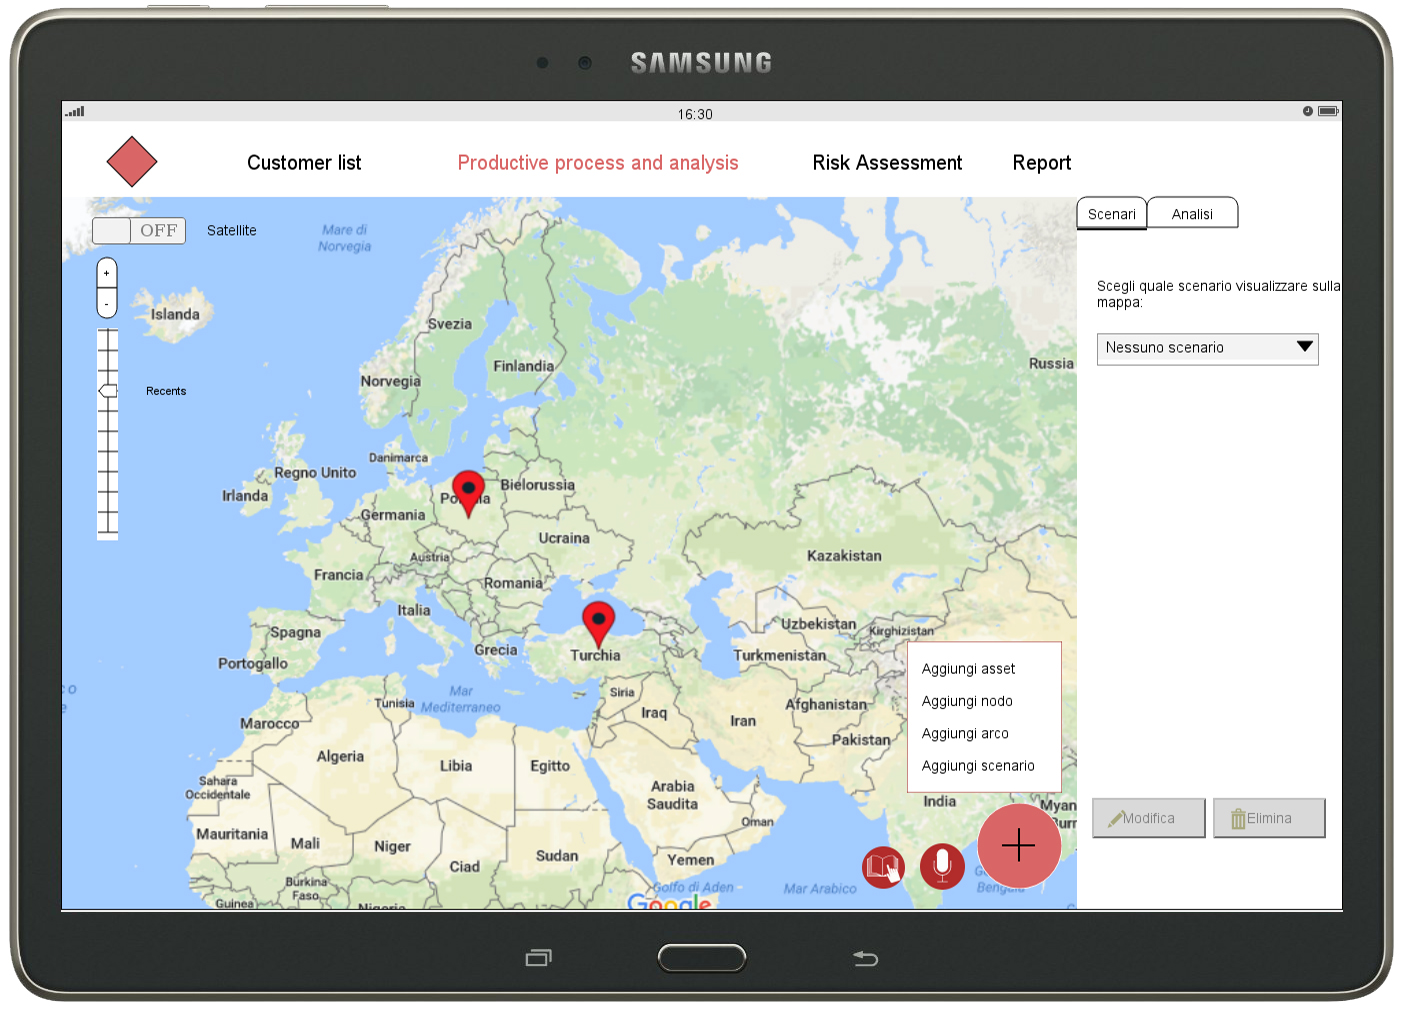 SAMSUNG
16:30
Customer list
Productive process and analysis
Risk Assessment
Report
OFF
Satellite
Mare di
Norvegia
Scenari
Analisi
+
-
Islanda
Svezia
Finlandia
Norvegia
Russia
Scegli quale scenario visualizzare sulla
mappa:
Nessuno scenario
Recents
Danimarca
Regno Unito
Irlanda
Bielorussia
Germania
Ucraina
Austria
Kazakistan
Francia
Romania
Italia
Uzbekistan
Kirghizistan
Spagna
Grecia
Portogallo
Turchia
Turkmenistan
Siria
Tunisia
Mar
Mediterraneo
Iraq
Iran
Afghanistan
Marocco
Pakistan
Aggiungi asset
Aggiungi nodo
Aggiungi arco
Aggiungi scenario
Algeria
Libia
Egitto
Sahara
Occidentale
Arabia
Saudita
India
Oman
Mauritania
Mali
Niger
Ciad
Sudan
Yemen
Burkina
Faso
Guinea
Nigeria
Golfo di Aden
Mar Arabico
Google
Modifica
Elimina